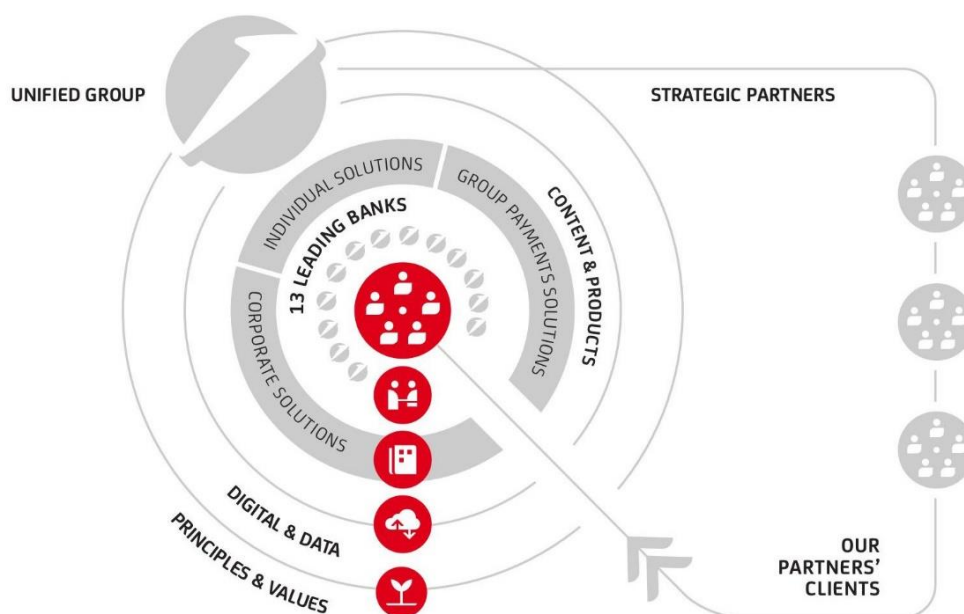 UNIFIED GROUP
STRATEGIC PARTNERS
INDIVIDUAL SOLUTIONS
GROUP PAYMENTS SOLUTIONS
CONTENT & PRODUCTS
13 LEADING BANKS
CORPORATE SOLUTIONS
DIGITAL & DATA
PRINCIPLES & VALUES
OUR
PARTNERS'
CLIENTS